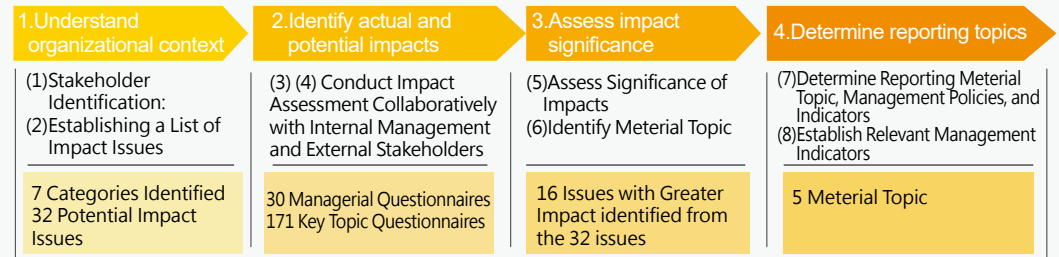 1.Understand
organizational context
2.Identify actual and
potential impacts
3.Assess impact
significance
4.Determine reporting topics
(1)Stakeholder
Identification:
(2)Establishing a List of
Impact Issues
(3) (4) Conduct Impact
Assessment Collaboratively
with Internal Management
and External Stakeholders
(5)Assess Significance of
Impacts
(6)Identify Meterial Topic
(7)Determine Reporting Meterial
Topic, Management Policies, and
Indicators
(8)Establish Relevant Management
Indicators
7 Categories Identified
32 Potential Impact
Issues
30 Managerial Questionnaires
171 Key Topic Questionnaires
16 Issues with Greater
Impact identified from
the 32 issues
5 Meterial Topic